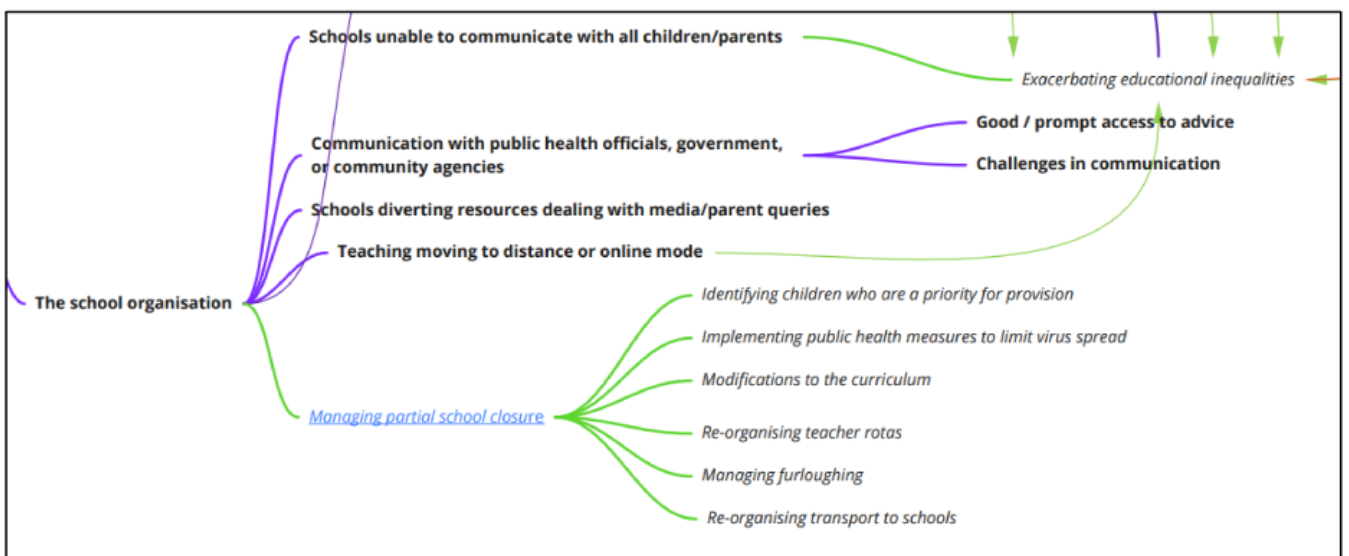 Schools unable to communicate with all children/parents
Exacerbating educational inequalities
Good / prompt access to advice
Communication with public health officials, government,
or community agencies
Challenges in communication
Schools diverting resources dealing with media/parent queries
Teaching moving to distance or online mode
The school organisation
Identifying children who are a priority for provision
Implementing public health measures to limit virus spread
Modifications to the curriculum
Managing partial school closure
Re-organising teacher rotas
Managing furloughing
Re-organising transport to schools